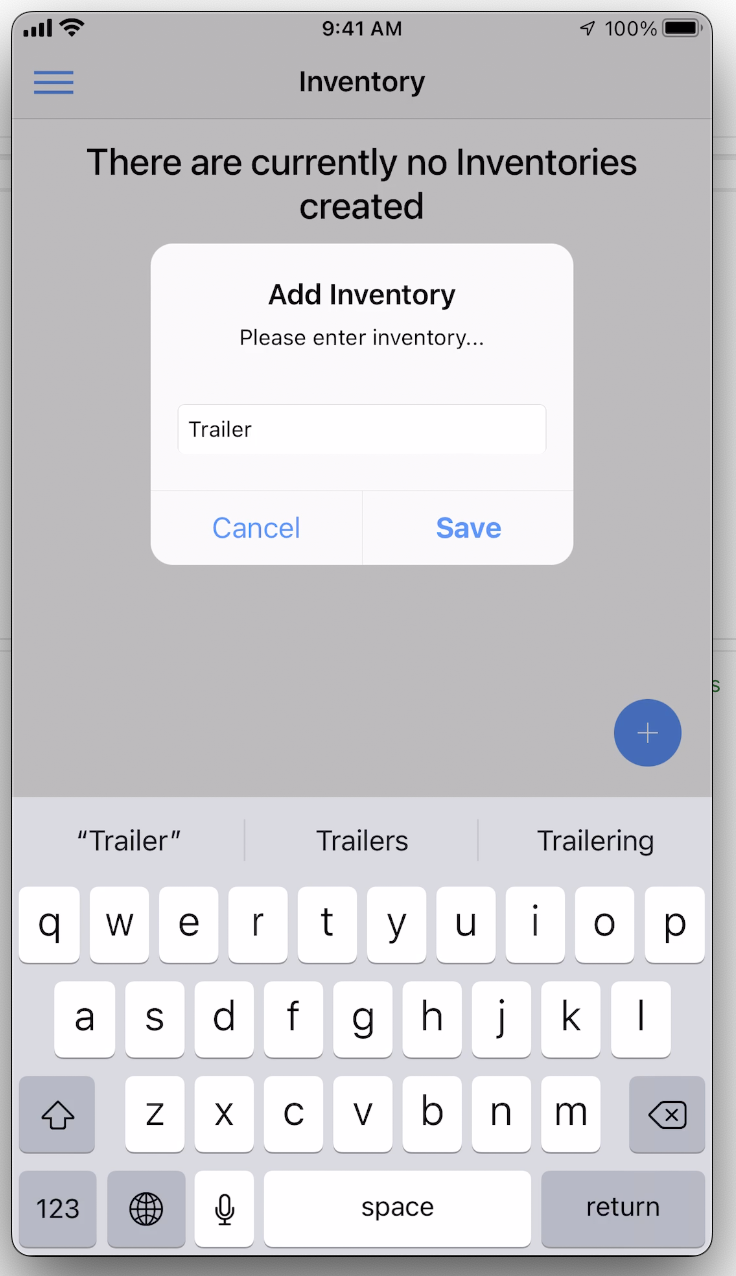 9:41 AM
100%
Inventory
There are currently no Inventories
created
Add Inventory
Please enter inventory...
Trailer
Cancel
Save
s
+
“Trailer”
Trailers
Trailering
q w e r t y u i o p
a s d f g h j k l
z x c v b n m
123
space
return